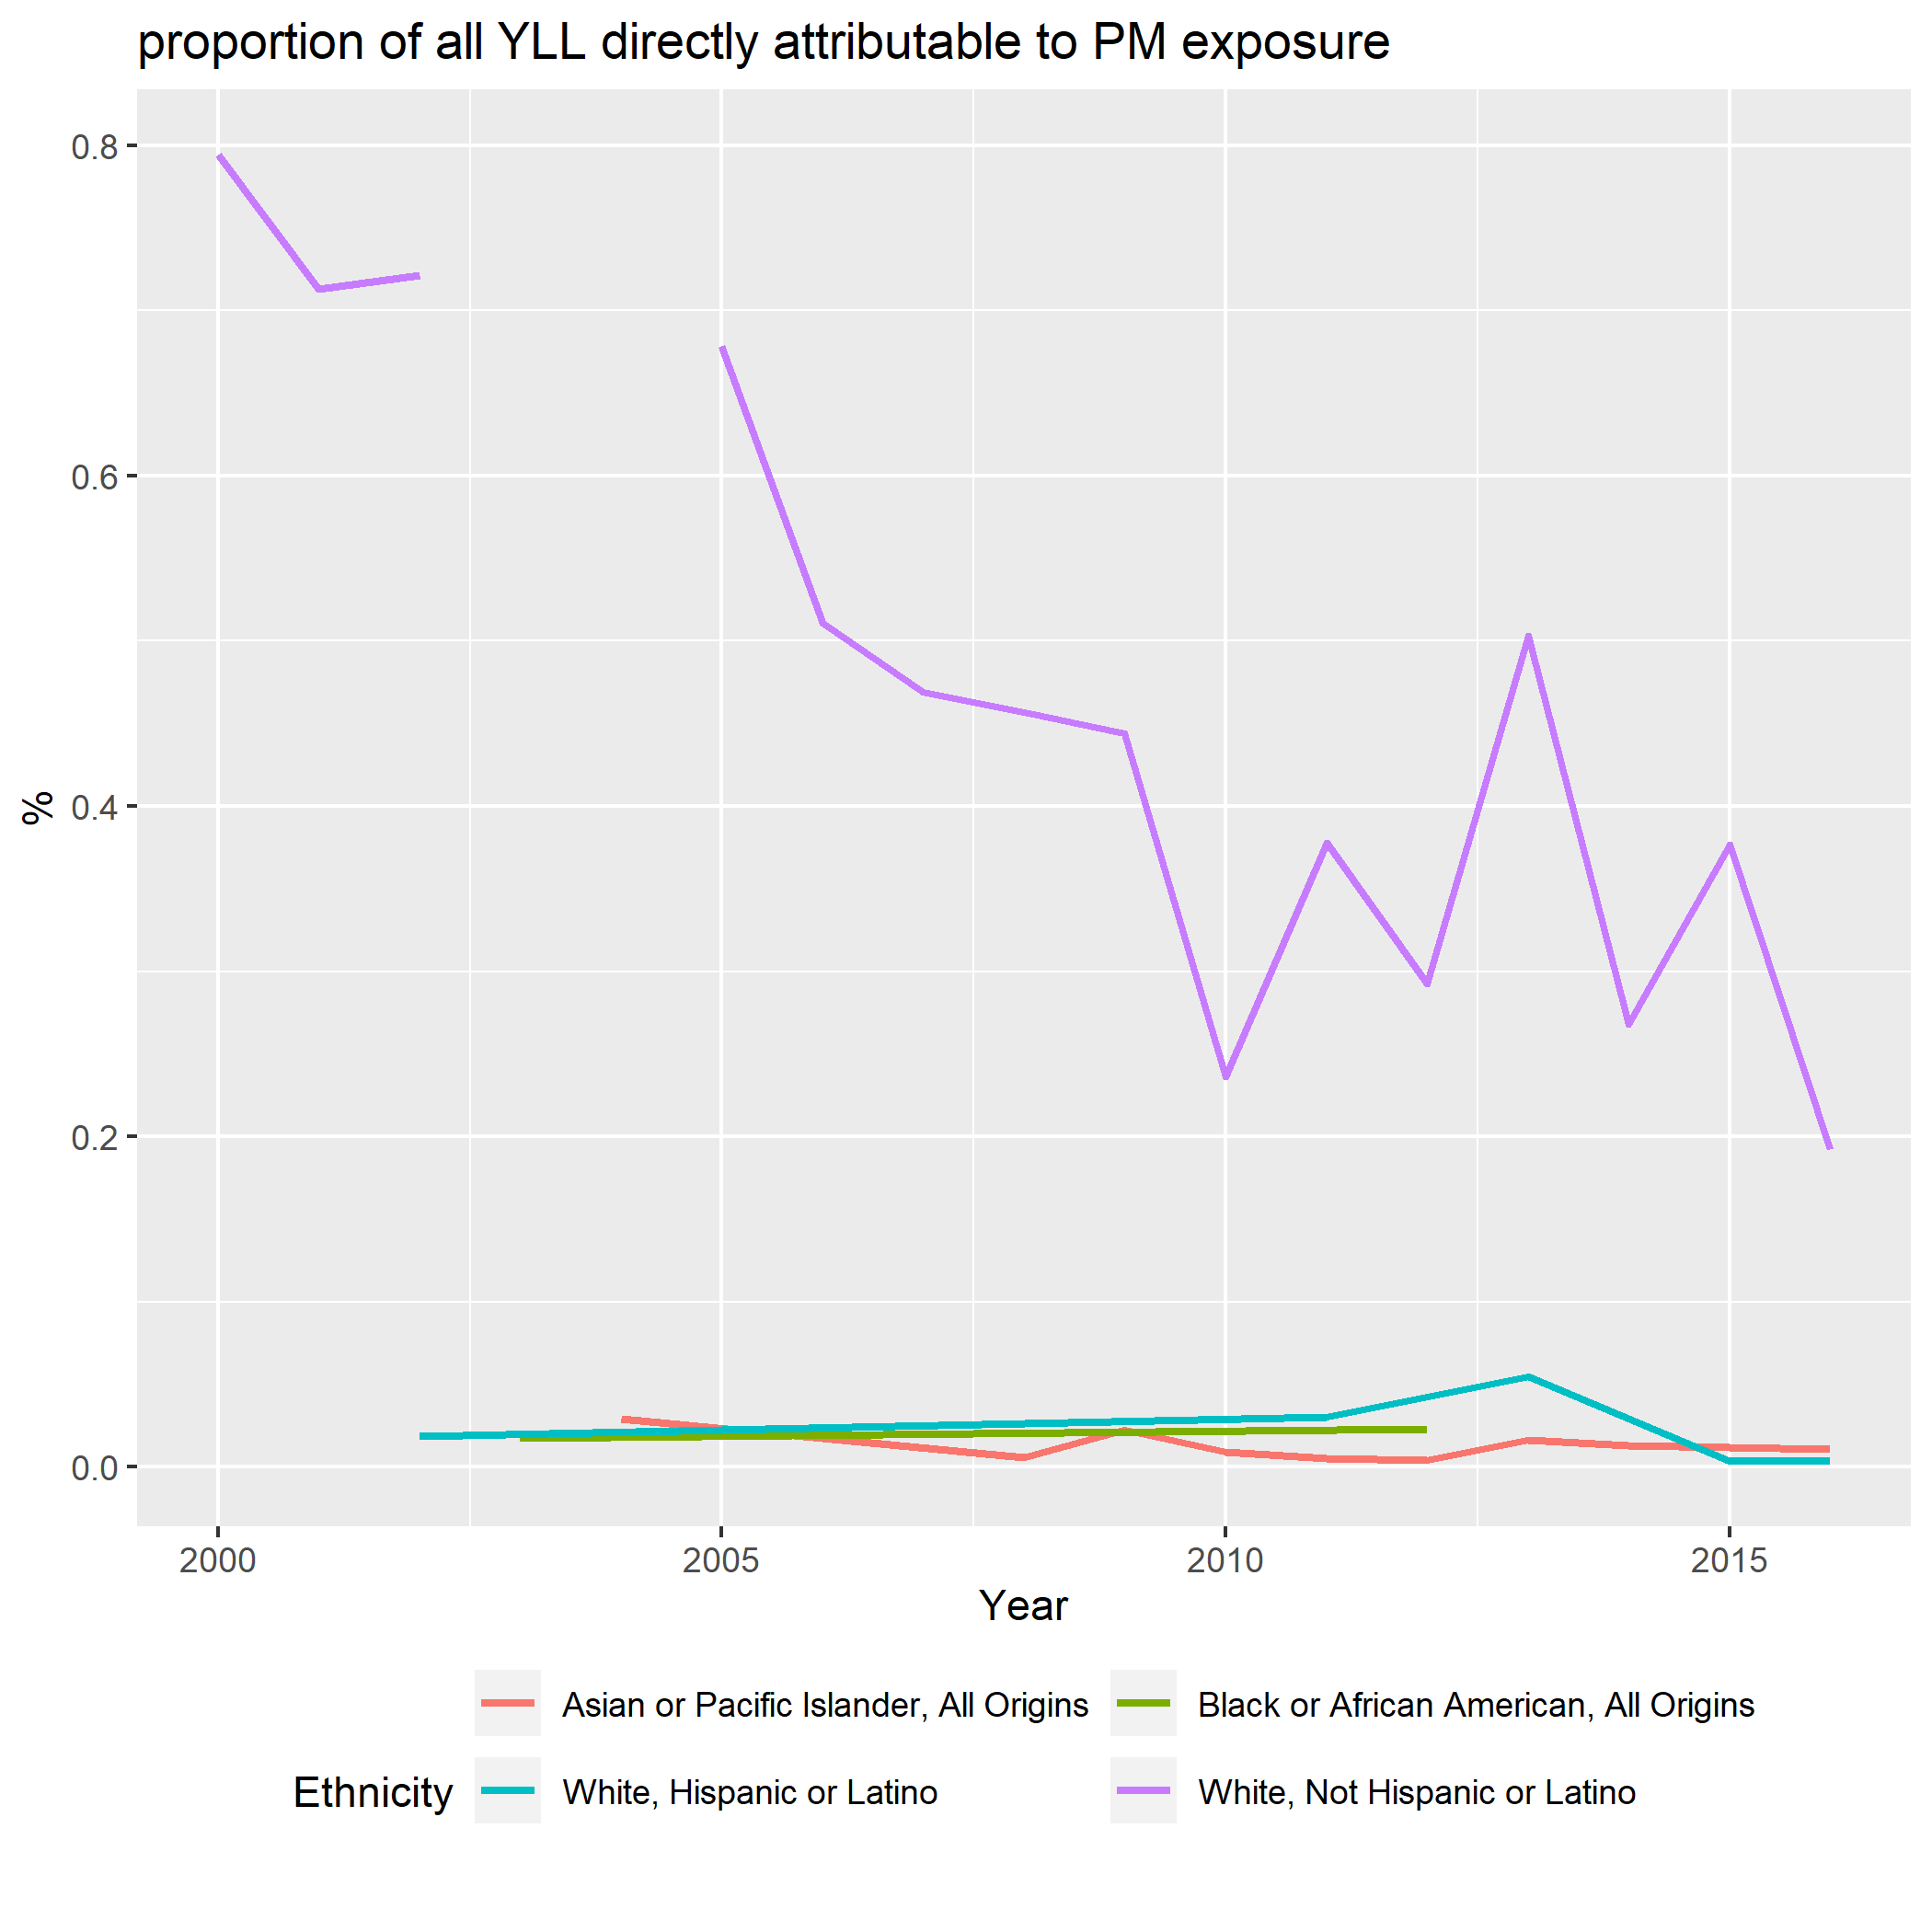 proportion of all YLL directly attributable to PM exposure
0.8
0.6
0.4
0.2
0.0
%
2000 2005 2010 2015
Year
Ethnicity
Asian or Pacific Islander, All Origins
Black or African American, All Origins
White, Hispanic or Latino
White, Not Hispanic or Latino